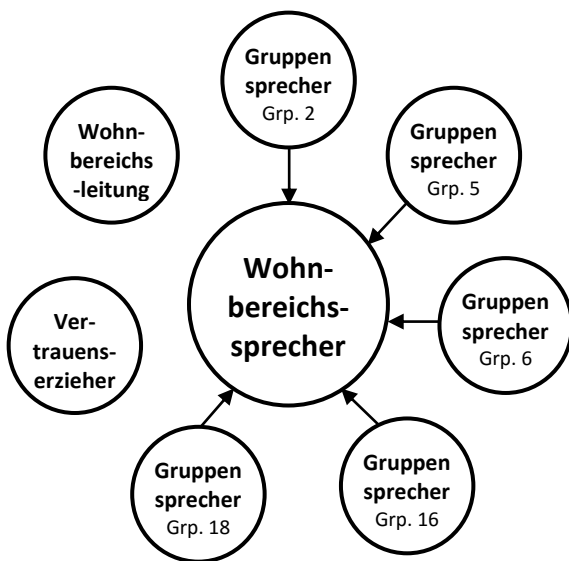 Gruppen
sprecher
Grp. 2
Wohn-
bereichs
-leitung
Gruppen
sprecher
Grp. 5
Wohn-
bereichs-
sprecher
Gruppen
sprecher
Grp. 6
Ver-
trauens-
erzieher
Gruppen
sprecher
Grp. 18
Gruppen
sprecher
Grp. 16